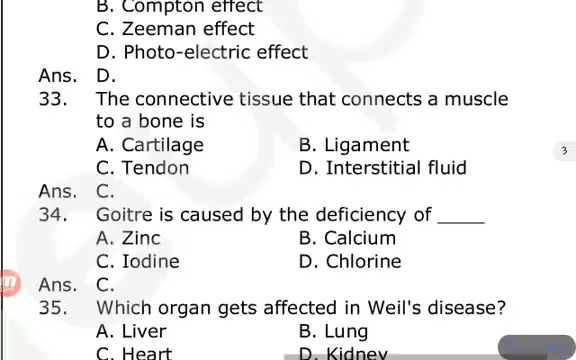 B. Compton effect
C. Zeeman effect
D. Photo-electric effect
Ans. D.
33. The connective tissue that connects a muscle
to a bone is
A. Cartilage B. Ligament
C. Tendon D. Interstitial fluid
3
Ans. C.
34. Goitre is caused by the deficiency of _____
A. Zinc B. Calcium
C. Iodine D. Chlorine
Ans. C.
35. Which organ gets affected in Weil's disease?
A. Liver B. Lung
C. Heart D. Kidney